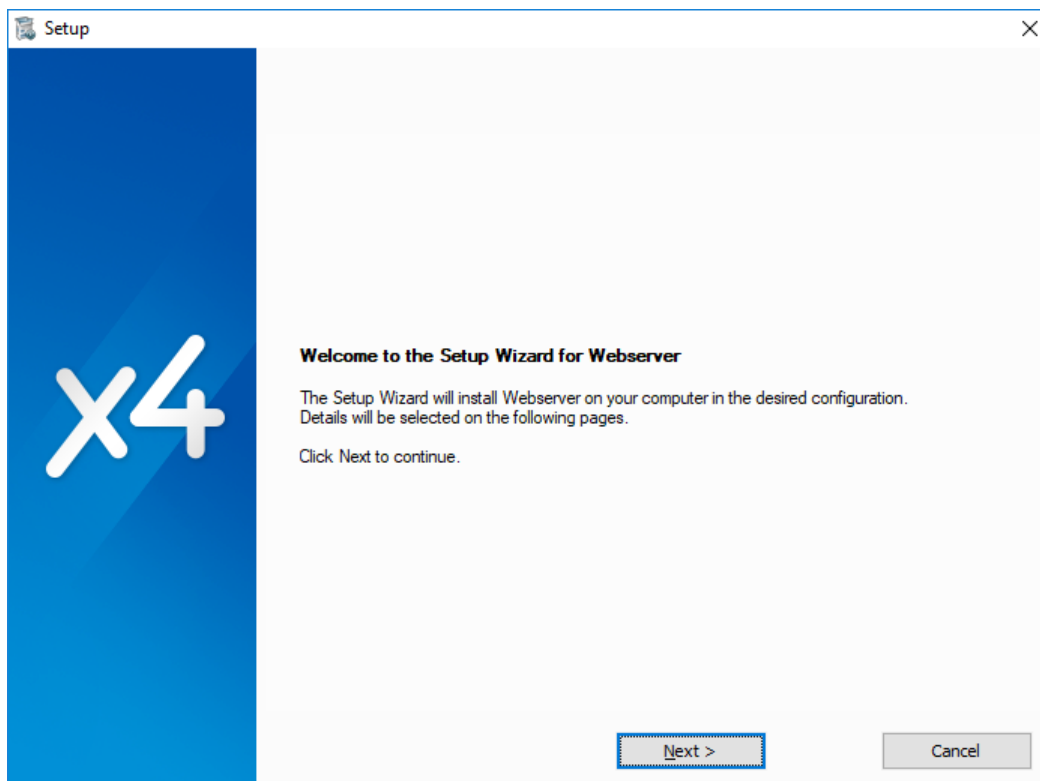 Setup
x4
Welcome to the Setup Wizard for Webserver
The Setup Wizard will install Webserver on your computer in the desired configuration.
Details will be selected on the following pages.
Click Next to continue.
Next >
Cancel